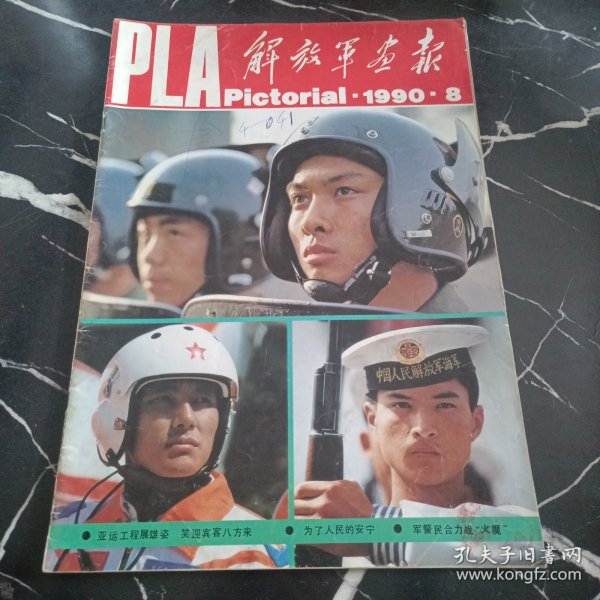 PLA 解放军画报
Pictorial·1990·8
4-041
中国人民解放军海军
亚运工程展雄姿 笑迎宾客八方来 为了人民的安宁 军警民合力战“火魔”
孔夫子旧书网
www.kongfz.com